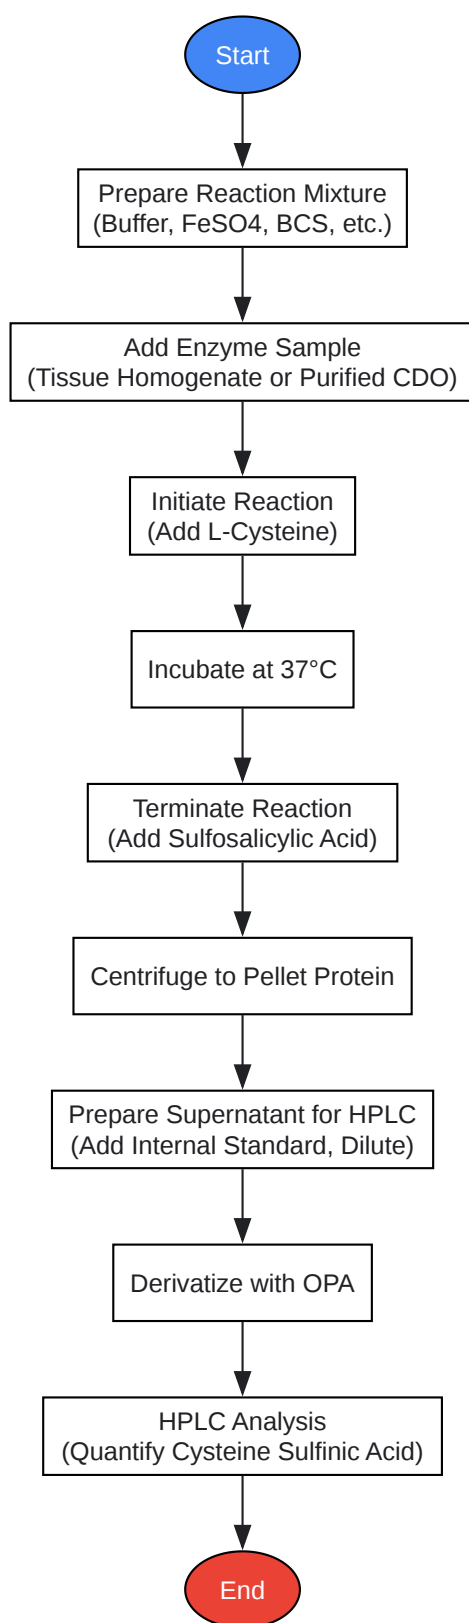 Start
Prepare Reaction Mixture
(Buffer, FeSO4, BCS, etc.)
Add Enzyme Sample
(Tissue Homogenate or Purified CDO)
Initiate Reaction
(Add L-Cysteine)
Incubate at 37°C
Terminate Reaction
(Add Sulfosalicylic Acid)
Centrifuge to Pellet Protein
Prepare Supernatant for HPLC
(Add Internal Standard, Dilute)
Derivatize with OPA
HPLC Analysis
(Quantify Cysteine Sulfinic Acid)
End